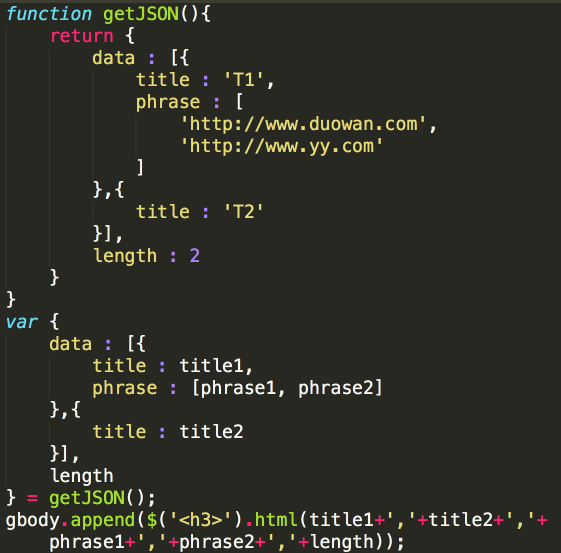 function getJSON(){
    return {
        data : [{
            title : 'T1',
            phrase : [
                'http://www.duowan.com',
                'http://www.yy.com'
            ]
        },{
            title : 'T2'
        }],
        length : 2
    }
}
var {
    data : [{
        title : title1,
        phrase : [phrase1, phrase2]
    },{
        title : title2
    }],
    length
} = getJSON();
gbody.append($('<h3>').html(title1+','+title2+','+
    phrase1+','+phrase2+','+length));